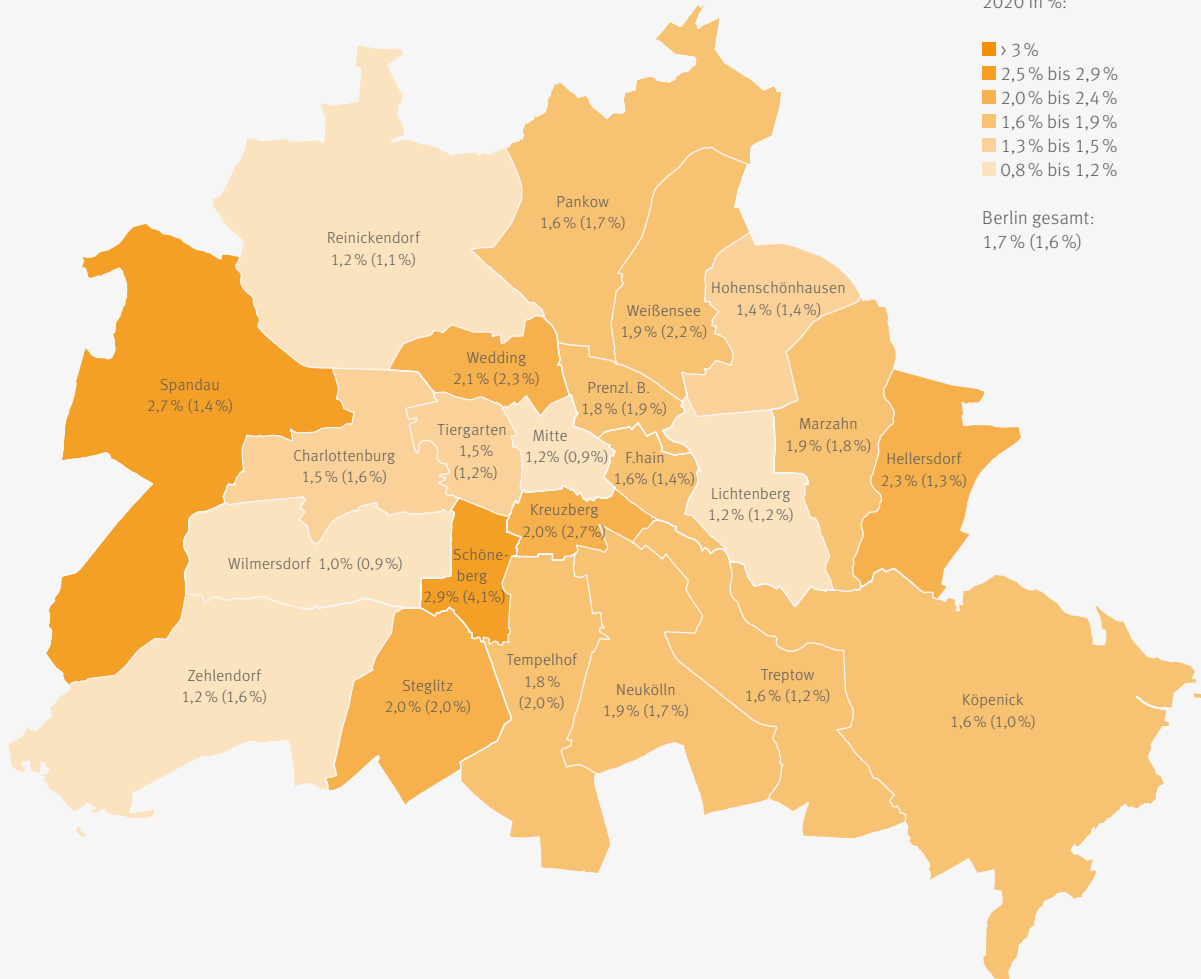 2020 in %:
› 3 %
2,5 % bis 2,9 %
2,0 % bis 2,4 %
1,6 % bis 1,9 %
1,3 % bis 1,5 %
0,8 % bis 1,2 %
Berlin gesamt:
1,7 % (1,6 %)
Pankow
1,6 % (1,7 %)
Reinickendorf
1,2 % (1,1 %)
Hohenschönhausen
1,4 % (1,4 %)
Weißensee
1,9 % (2,2 %)
Wedding
2,1 % (2,3 %)
Spandau
2,7 % (1,4 %)
Prenzl. B.
1,8 % (1,9 %)
Marzahn
1,9 % (1,8 %)
Tiergarten
1,5%
(1,2%)
Mitte
1,2% (0,9%)
Charlottenburg
1,5 % (1,6 %)
F.hain
1,6% (1,4%)
Hellersdorf
2,3 % (1,3%)
Lichtenberg
1,2 % (1,2 %)
Kreuzberg
2,0% (2,7%)
Wilmersdorf 1,0% (0,9 %)
Schöne-
berg
2,9% (4,1%)
Zehlendorf
1,2 % (1,6 %)
Steglitz
2,0 % (2,0 %)
Tempelhof
1,8 %
(2,0 %)
Neukölln
1,9 % (1,7 %)
Treptow
1,6 % (1,2 %)
Köpenick
1,6 % (1,0%)